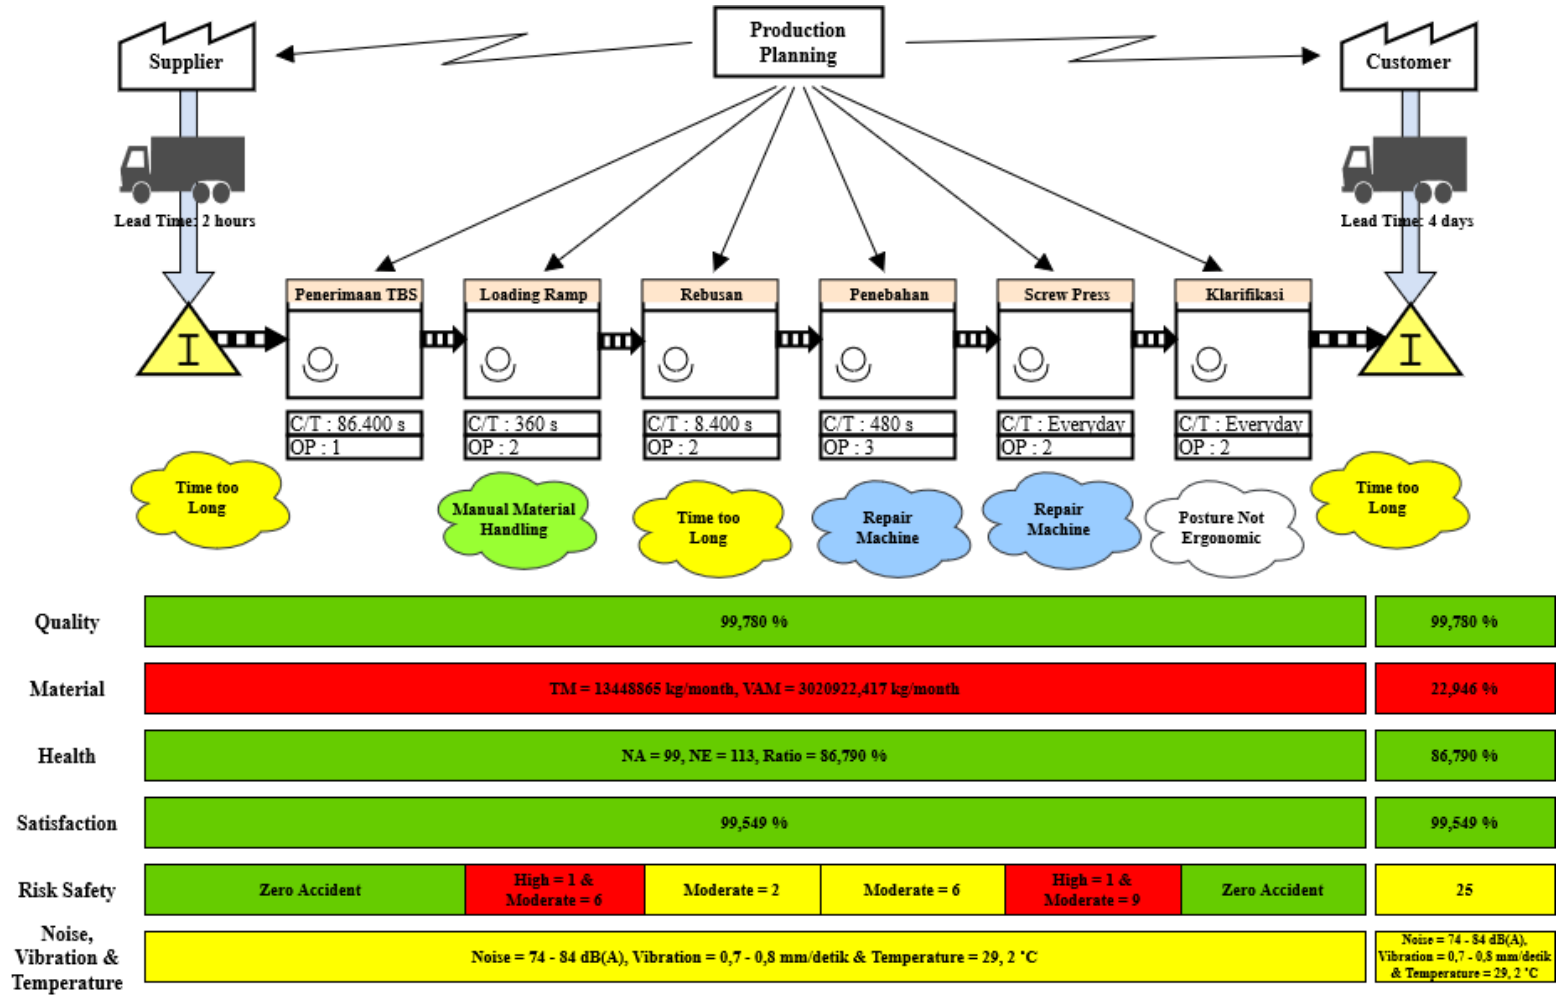 Production
Planning
Supplier
Customer
Lead Time: 2 hours
Lead Time: 4 days
Penerimaan TBS
Loading Ramp
Rebusan
Penebahan
Screw Press
Klarifikasi
I
I
C/T : 86.400 s
OP : 1
C/T : 360 s
OP : 2
C/T : 8.400 s
OP : 2
C/T : 480 s
OP : 3
C/T : Everyday
OP : 2
C/T : Everyday
OP : 2
Time too
Long
Manual Material
Handling
Time too
Long
Repair
Machine
Repair
Machine
Posture Not
Ergonomic
Time too
Long
Quality
99,780 %
99,780 %
Material
TM = 13448865 kg/month, VAM = 3020922,417 kg/month
22,946 %
Health
NA = 99, NE = 113, Ratio = 86,790 %
86,790 %
Satisfaction
99,549 %
99,549 %
Risk Safety
Zero Accident
High = 1 &
Moderate = 6
Moderate = 2
Moderate = 6
High = 1 &
Moderate = 9
Zero Accident
25
Noise,
Vibration &
Temperature
Noise = 74 - 84 dB(A), Vibration = 0,7 - 0,8 mm/detik & Temperature = 29, 2 °C
Noise = 74 - 84 dB(A),
Vibration = 0,7 - 0,8 mm/detik
& Temperature = 29, 2 °C